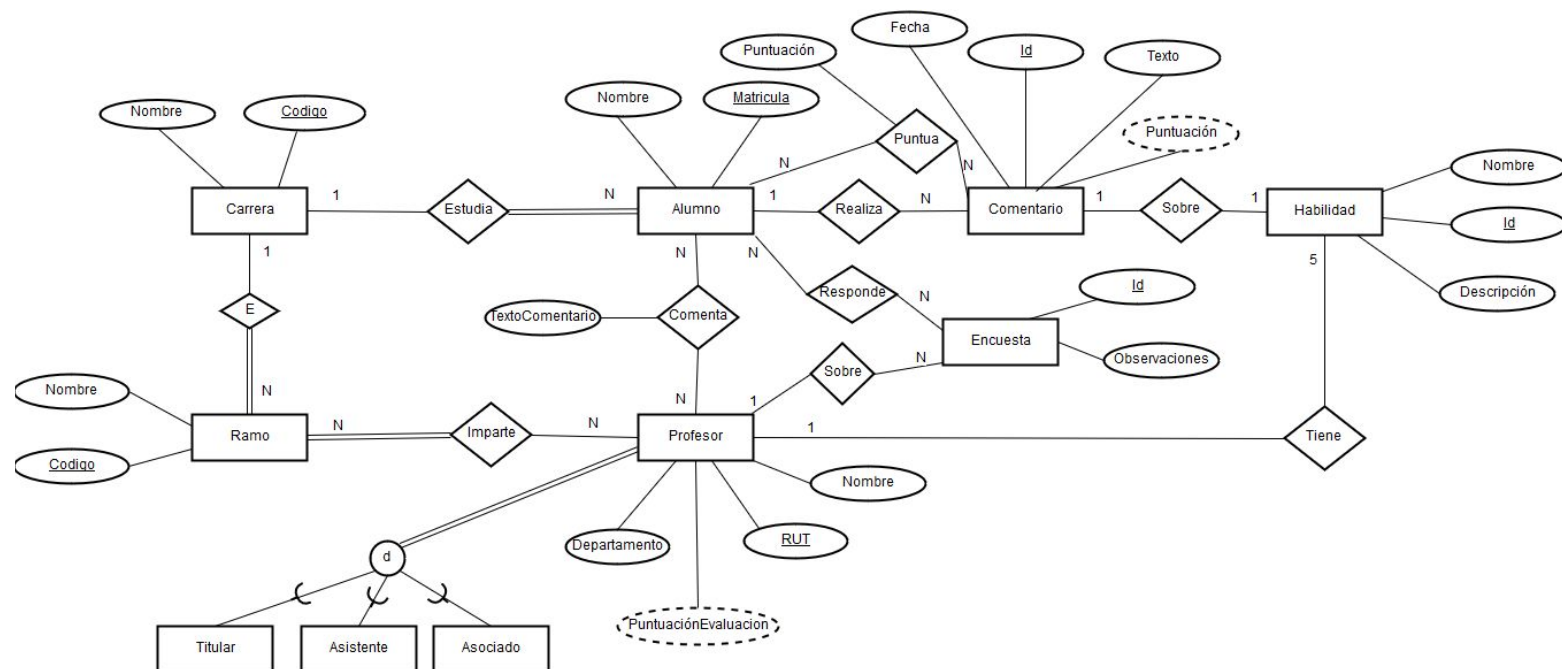 Fecha
Id
Texto
Puntuación
Nombre
Codigo
Nombre
Matricula
Puntuación
Puntua
N
N
Nombre
Carrera
1
Estudia
N
Alumno
1
Realiza
N
Comentario
1
Sobre
1
Habilidad
Id
1
N
N
5
Descripción
E
TextoComentario
Comenta
Responde
N
Id
Encuesta
Observaciones
Nombre
N
N
1
Sobre
N
Ramo
N
Imparte
N
Profesor
1
Tiene
Codigo
Nombre
Departamento
RUT
d
PuntuaciónEvaluacion
Titular
Asistente
Asociado